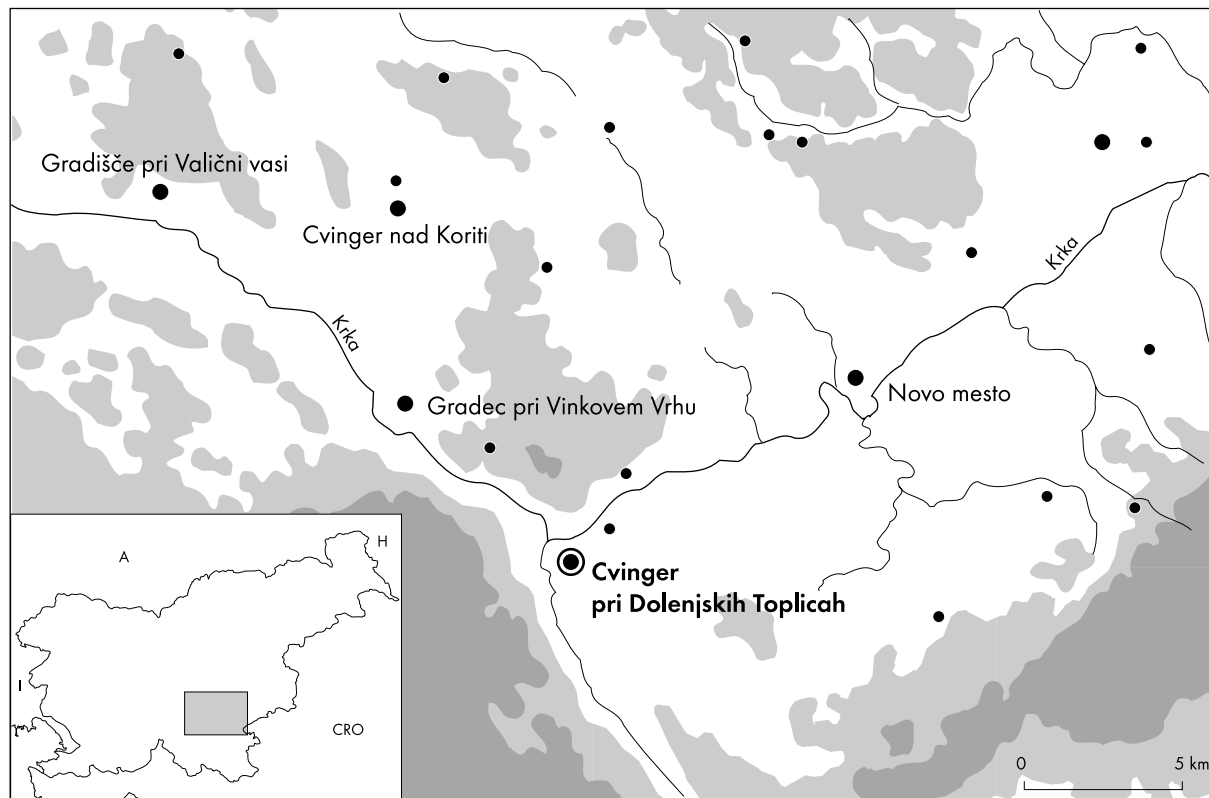 Gradišče pri Valični vasi
Cvinger nad Koriti
Krka
Krka
Gradec pri Vinkovem Vrhu
Novo mesto
Cvinger
pri Dolenjskih Toplicah
A
H
I
CRO
0
5 km